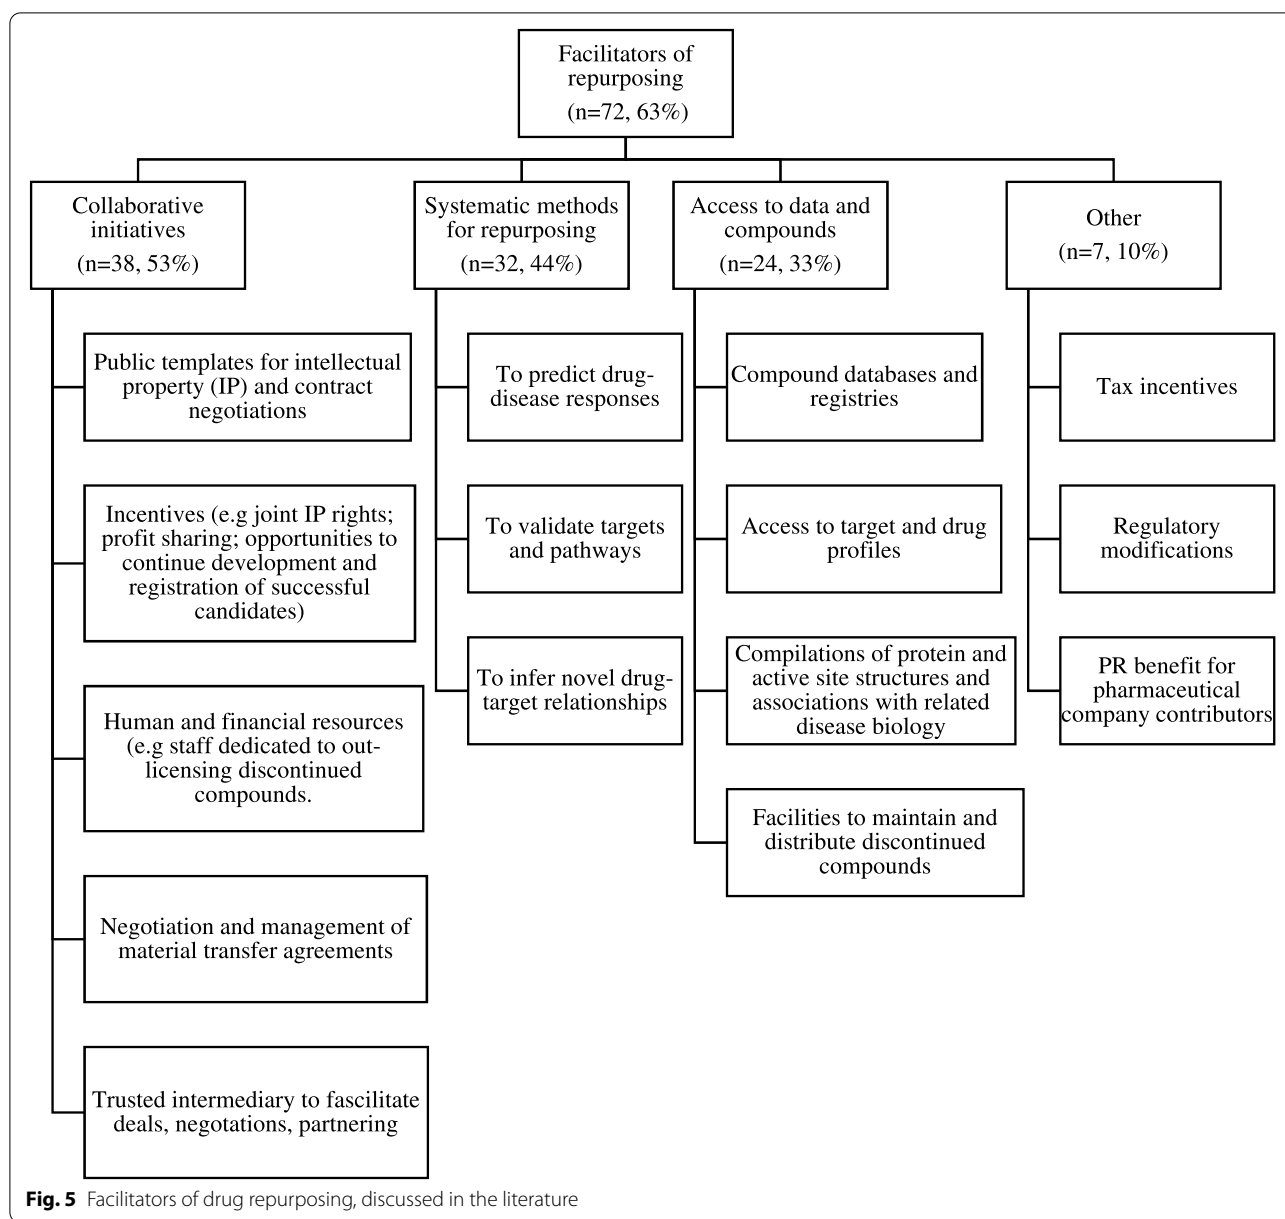 Facilitators of
repurposing
(n=72, 63%)
Collaborative
initiatives
(n=38, 53%)
Public templates for intellectual
property (IP) and contract
negotiations
Incentives (e.g joint IP rights;
profit sharing; opportunities to
continue development and
registration of successful
candidates)
Human and financial resources
(e.g staff dedicated to out-
licensing discontinued
compounds.
Negotiation and management of
material transfer agreements
Trusted intermediary to fascilitate
deals, negotations, partnering
Systematic methods
for repurposing
(n=32, 44%)
To predict drug-
disease responses
To validate targets
and pathways
To infer novel drug-
target relationships
Access to data and
compounds
(n=24, 33%)
Compound databases and
registries
Access to target and drug
profiles
Compilations of protein and
active site structures and
associations with related
disease biology
Facilities to maintain and
distribute discontinued
compounds
Other
(n=7, 10%)
Tax incentives
Regulatory
modifications
PR benefit for
pharmaceutical
company contributors
Fig. 5 Facilitators of drug repurposing, discussed in the literature